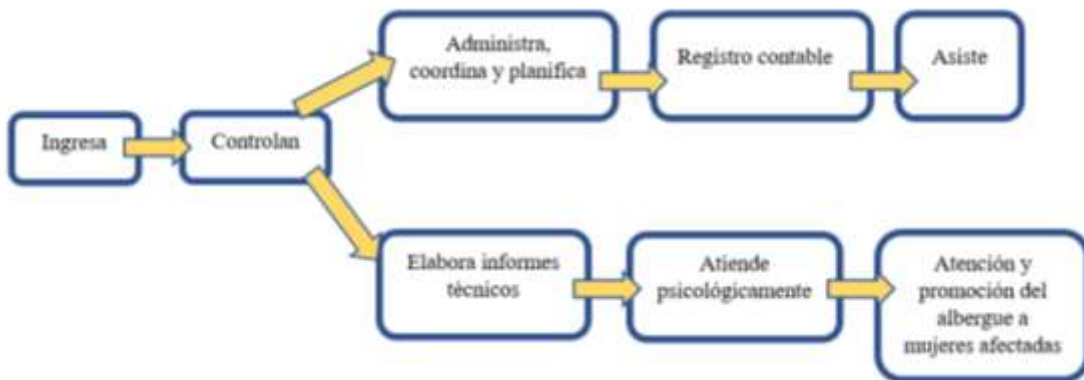 Administra,
coordina y planifica
Registro contable
Asiste
Ingresa
Controlan
Elabora informes
técnicos
Atiende
psicológicamente
Atención y
promoción del
albergue a
mujeres afectadas